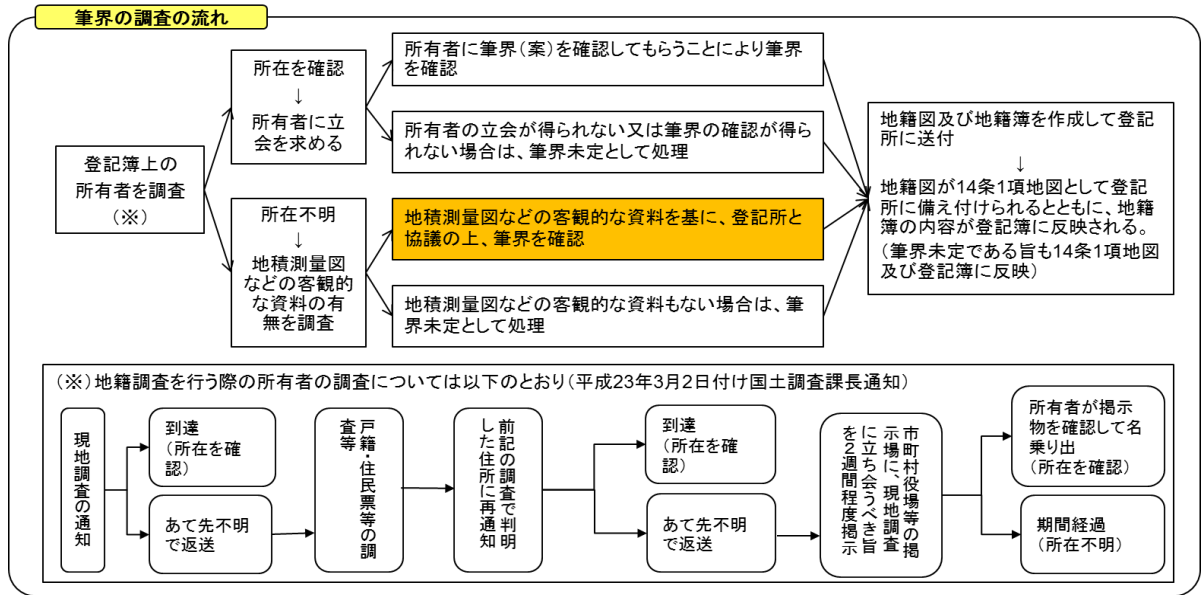 筆界の調査の流れ
登記簿上の
所有者を調査
(※)
所在を確認
↓
所有者に立
会を求める
所有者に筆界(案)を確認してもらうことにより筆界
を確認
所有者の立会が得られない又は筆界の確認が得
られない場合は、筆界未定として処理
所在不明
↓
地積測量図
などの客観的
な資料の有
無を調査
地積測量図などの客観的な資料を基に、登記所と
協議の上、筆界を確認
地積測量図などの客観的な資料もない場合は、筆
界未定として処理
地籍図及び地籍簿を作成して登記
所に送付
↓
地籍図が14条1項地図として登記
所に備え付けられるとともに、地籍
簿の内容が登記簿に反映される。
(筆界未定である旨も14条1項地図
及び登記簿に反映)
(※)地籍調査を行う際の所有者の調査については以下のとおり(平成23年3月2日付け国土調査課長通知)
現地調査の通知
到達
(所在を確
認)
あて先不明
で返送
戸籍・住民票等の調
査等
前記の調査で判明
した住所に再通知
到達
(所在を確
認)
あて先不明
で返送
市町村役場等の掲
示場に、現地調査
に立ち会うべき旨
を2週間程度掲示
所有者が掲示
物を確認して名
乗り出
(所在を確認)
期間経過
(所在不明)